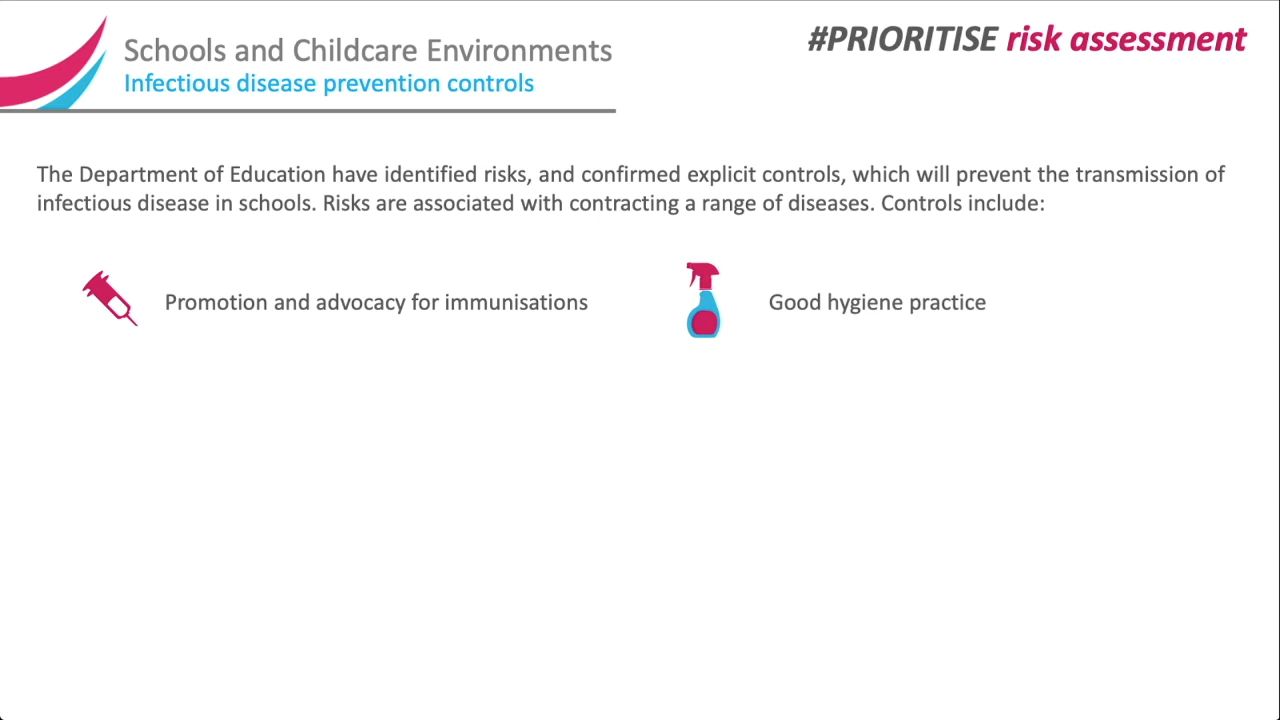 Schools and Childcare Environments
Infectious disease prevention controls
#PRIORITISE risk assessment
The Department of Education have identified risks, and confirmed explicit controls, which will prevent the transmission of
infectious disease in schools. Risks are associated with contracting a range of diseases. Controls include:
Promotion and advocacy for immunisations
Good hygiene practice